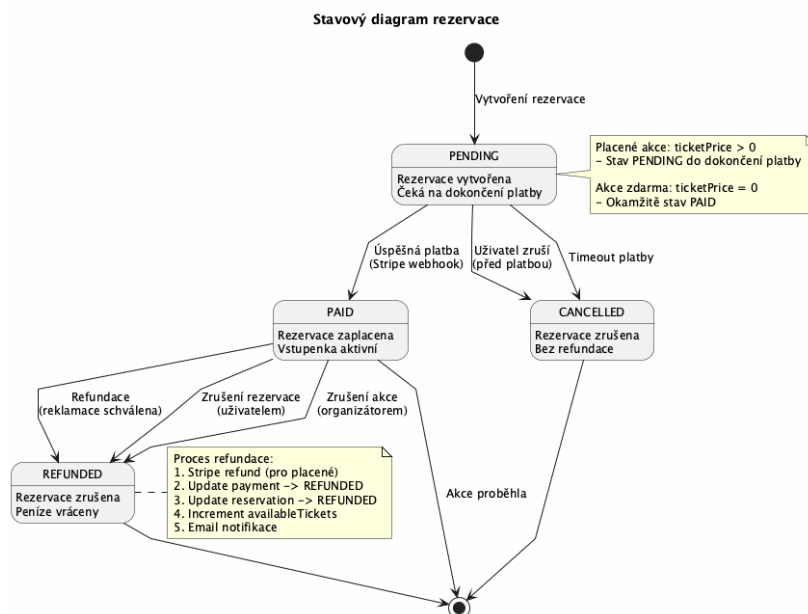 Stavový diagram rezervace
Vytvoření rezervace
PENDING
Rezervace vytvořena
Čeká na dokončení platby
Placené akce: ticketPrice > 0
- Stav PENDING do dokončení platby
Akce zdarma: ticketPrice = 0
- Okamžitě stav PAID
Úspěšná platba
(Stripe webhook)
Uživatel zruší
(před platbou)
Timeout platby
PAID
Rezervace zaplacena
Vstupenka aktivní
CANCELLED
Rezervace zrušena
Bez refundace
Refundace
(reklamace schválena)
Zrušení rezervace
(uživatelem)
Zrušení akce
(organizátorem)
REFUNDED
Rezervace zrušena
Peníze vráceny
Proces refundace:
1. Stripe refund (pro placené)
2. Update payment -> REFUNDED
3. Update reservation -> REFUNDED
4. Increment availableTickets
5. Email notifikace
Akce proběhla